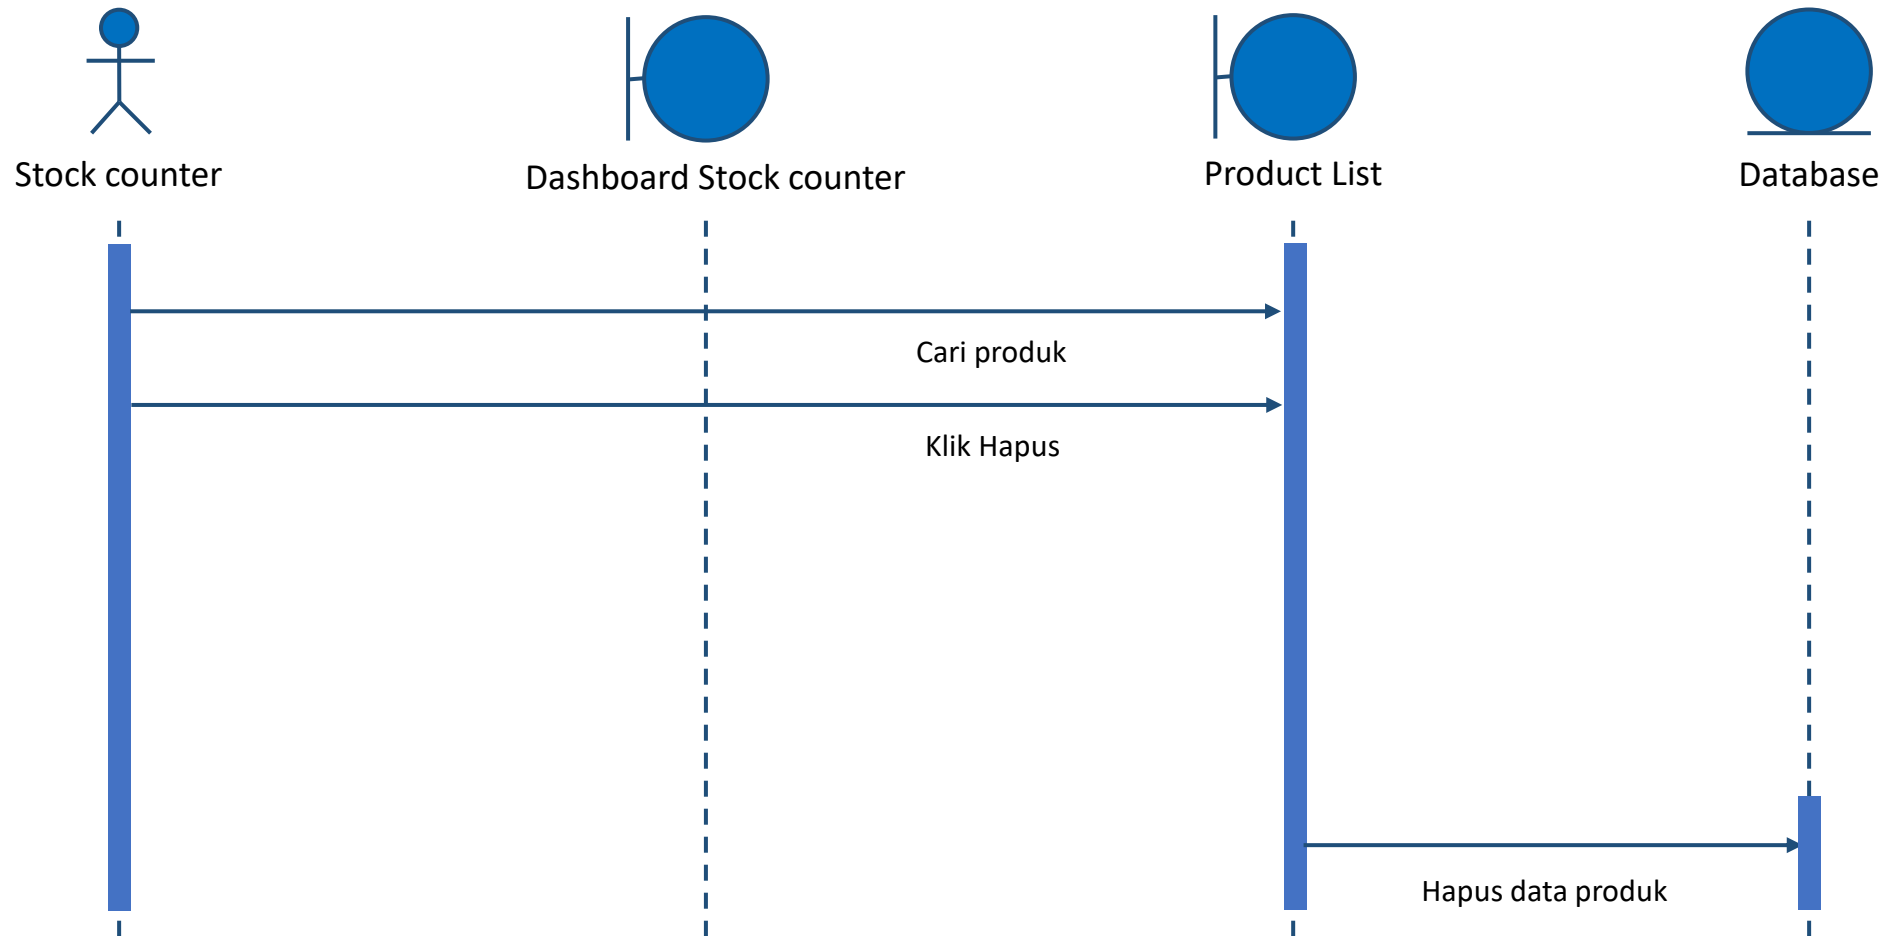 Stock counter
Dashboard Stock counter
Product List
Database
Cari produk
Klik Hapus
Hapus data produk